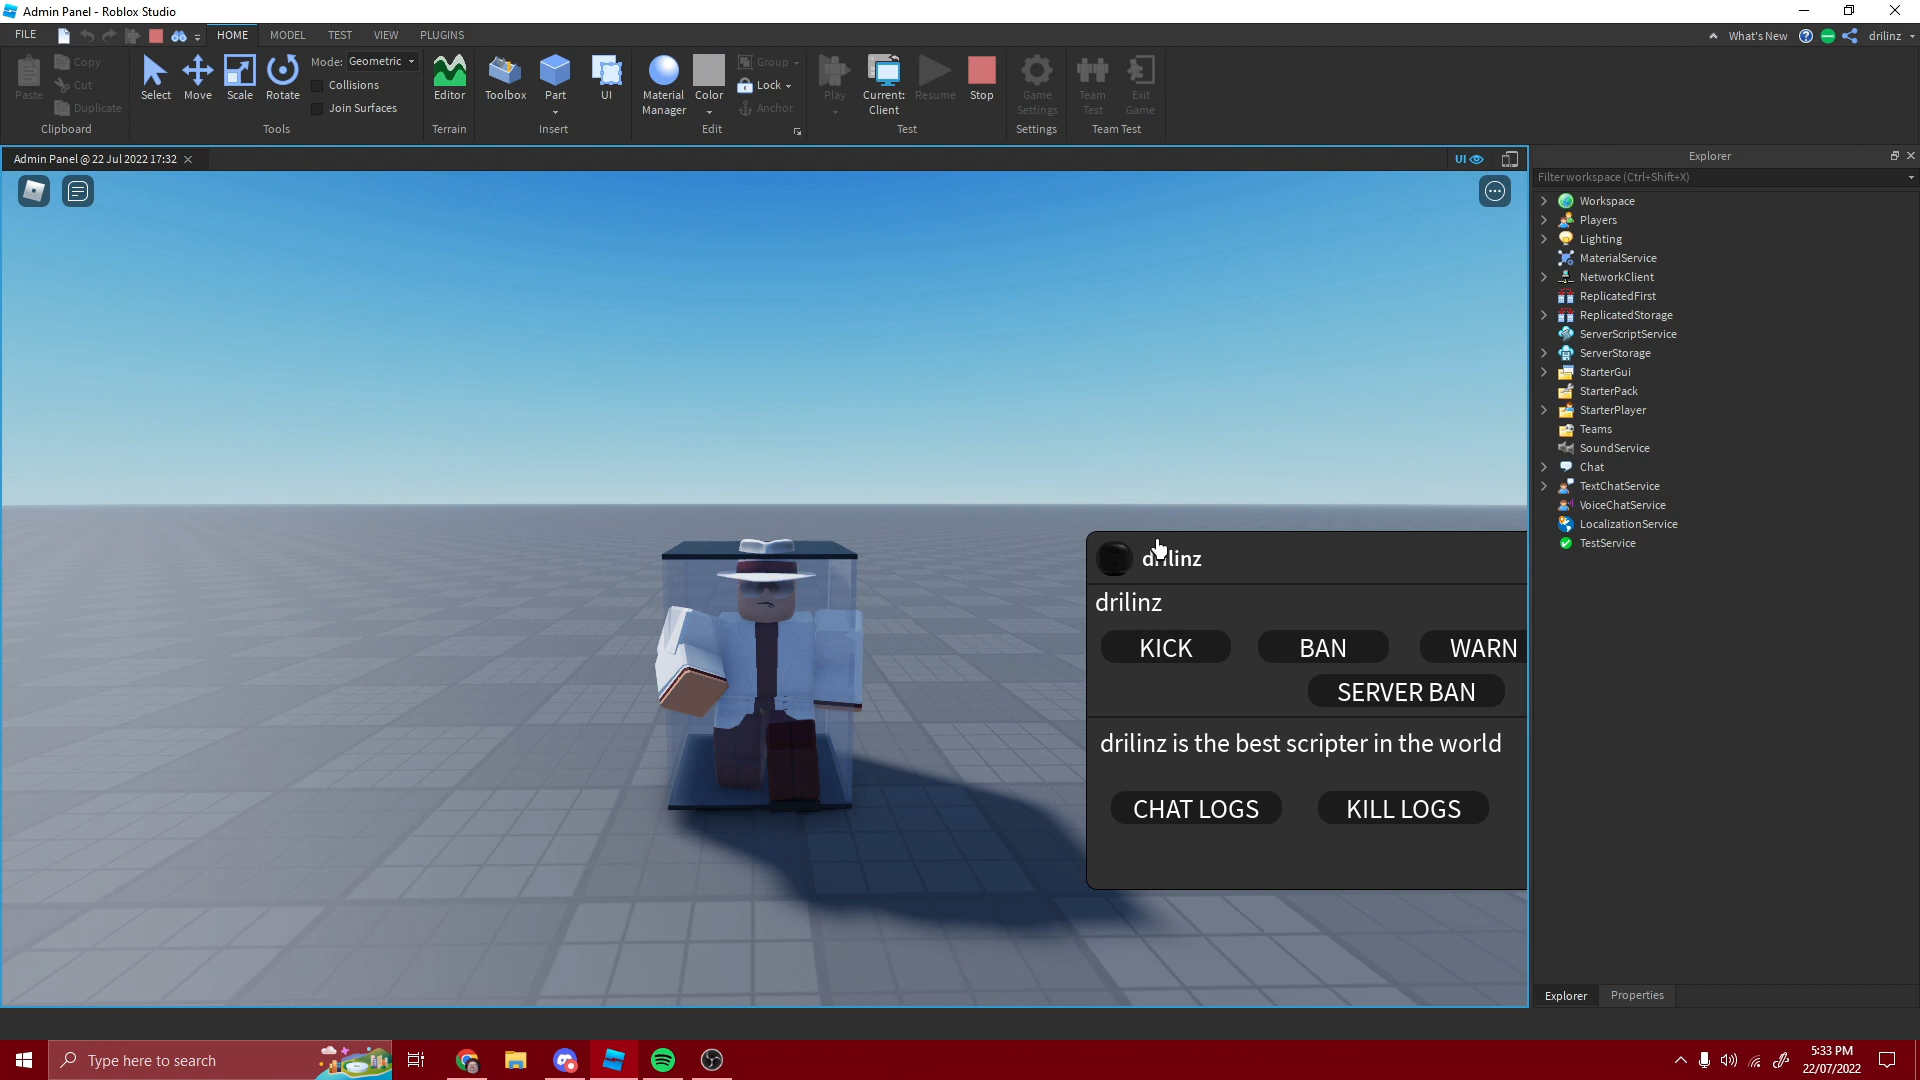 Admin Panel - Roblox Studio
FILE HOME MODEL TEST VIEW PLUGINS What's New drilinz
Paste Copy Cut Duplicate
Clipboard
Select Move Scale Rotate
Mode: Geometric
Collisions
Join Surfaces
Tools
Editor
Terrain
Toolbox Part UI
Insert
Material Manager Color
Group
Lock
Anchor
Edit
Play Current: Client Resume Stop
Test
Game Settings
Settings
Team Test Exit Game
Team Test
Admin Panel @ 22 Jul 2022 17:32
UI
Explorer
Filter workspace (Ctrl+Shift+X)
Workspace
Players
Lighting
MaterialService
NetworkClient
ReplicatedFirst
ReplicatedStorage
ServerScriptService
ServerStorage
StarterGui
StarterPack
StarterPlayer
Teams
SoundService
Chat
TextChatService
VoiceChatService
LocalizationService
TestService
drilinz
drilinz
KICK BAN WARN
SERVER BAN
drilinz is the best scripter in the world
CHAT LOGS KILL LOGS
Explorer Properties
Type here to search
5:33 PM
22/07/2022